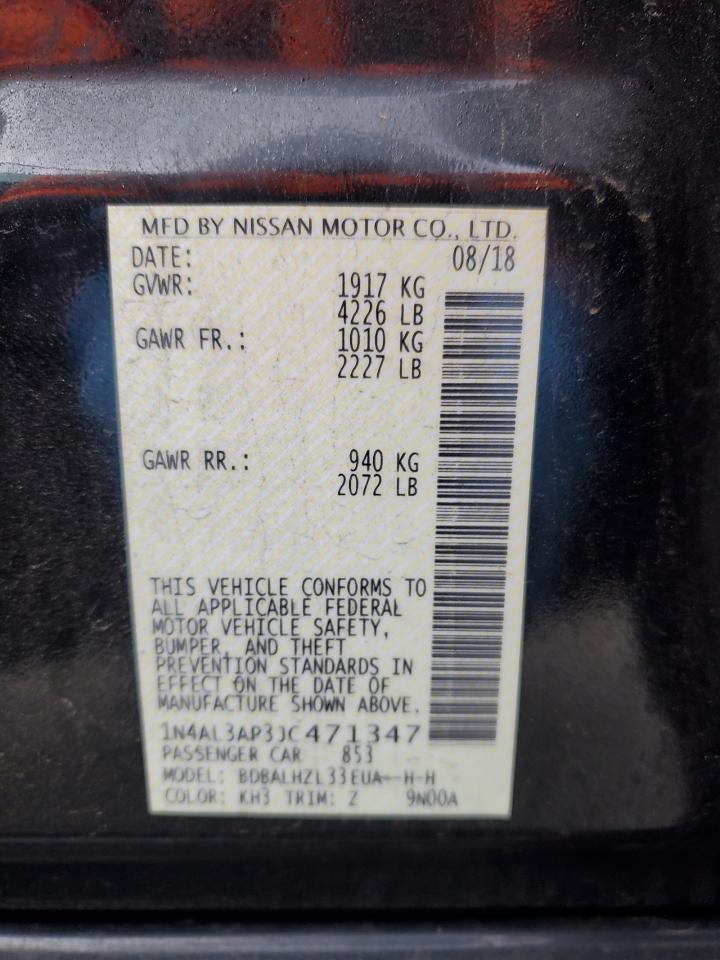 MFD BY NISSAN MOTOR CO., LTD.
DATE: 08/18
GVWR: 1917 KG
4226 LB
GAWR FR.: 1010 KG
2227 LB
GAWR RR.: 940 KG
2072 LB
THIS VEHICLE CONFORMS TO
ALL APPLICABLE FEDERAL
MOTOR VEHICLE SAFETY,
BUMPER, AND THEFT
PREVENTION STANDARDS IN
EFFECT ON THE DATE OF
MANUFACTURE SHOWN ABOVE.
1N4AL3AP3JC471347
PASSENGER CAR 853
MODEL: BDBALHZL33EUA--H-H
COLOR: KH3 TRIM: Z 9N00A